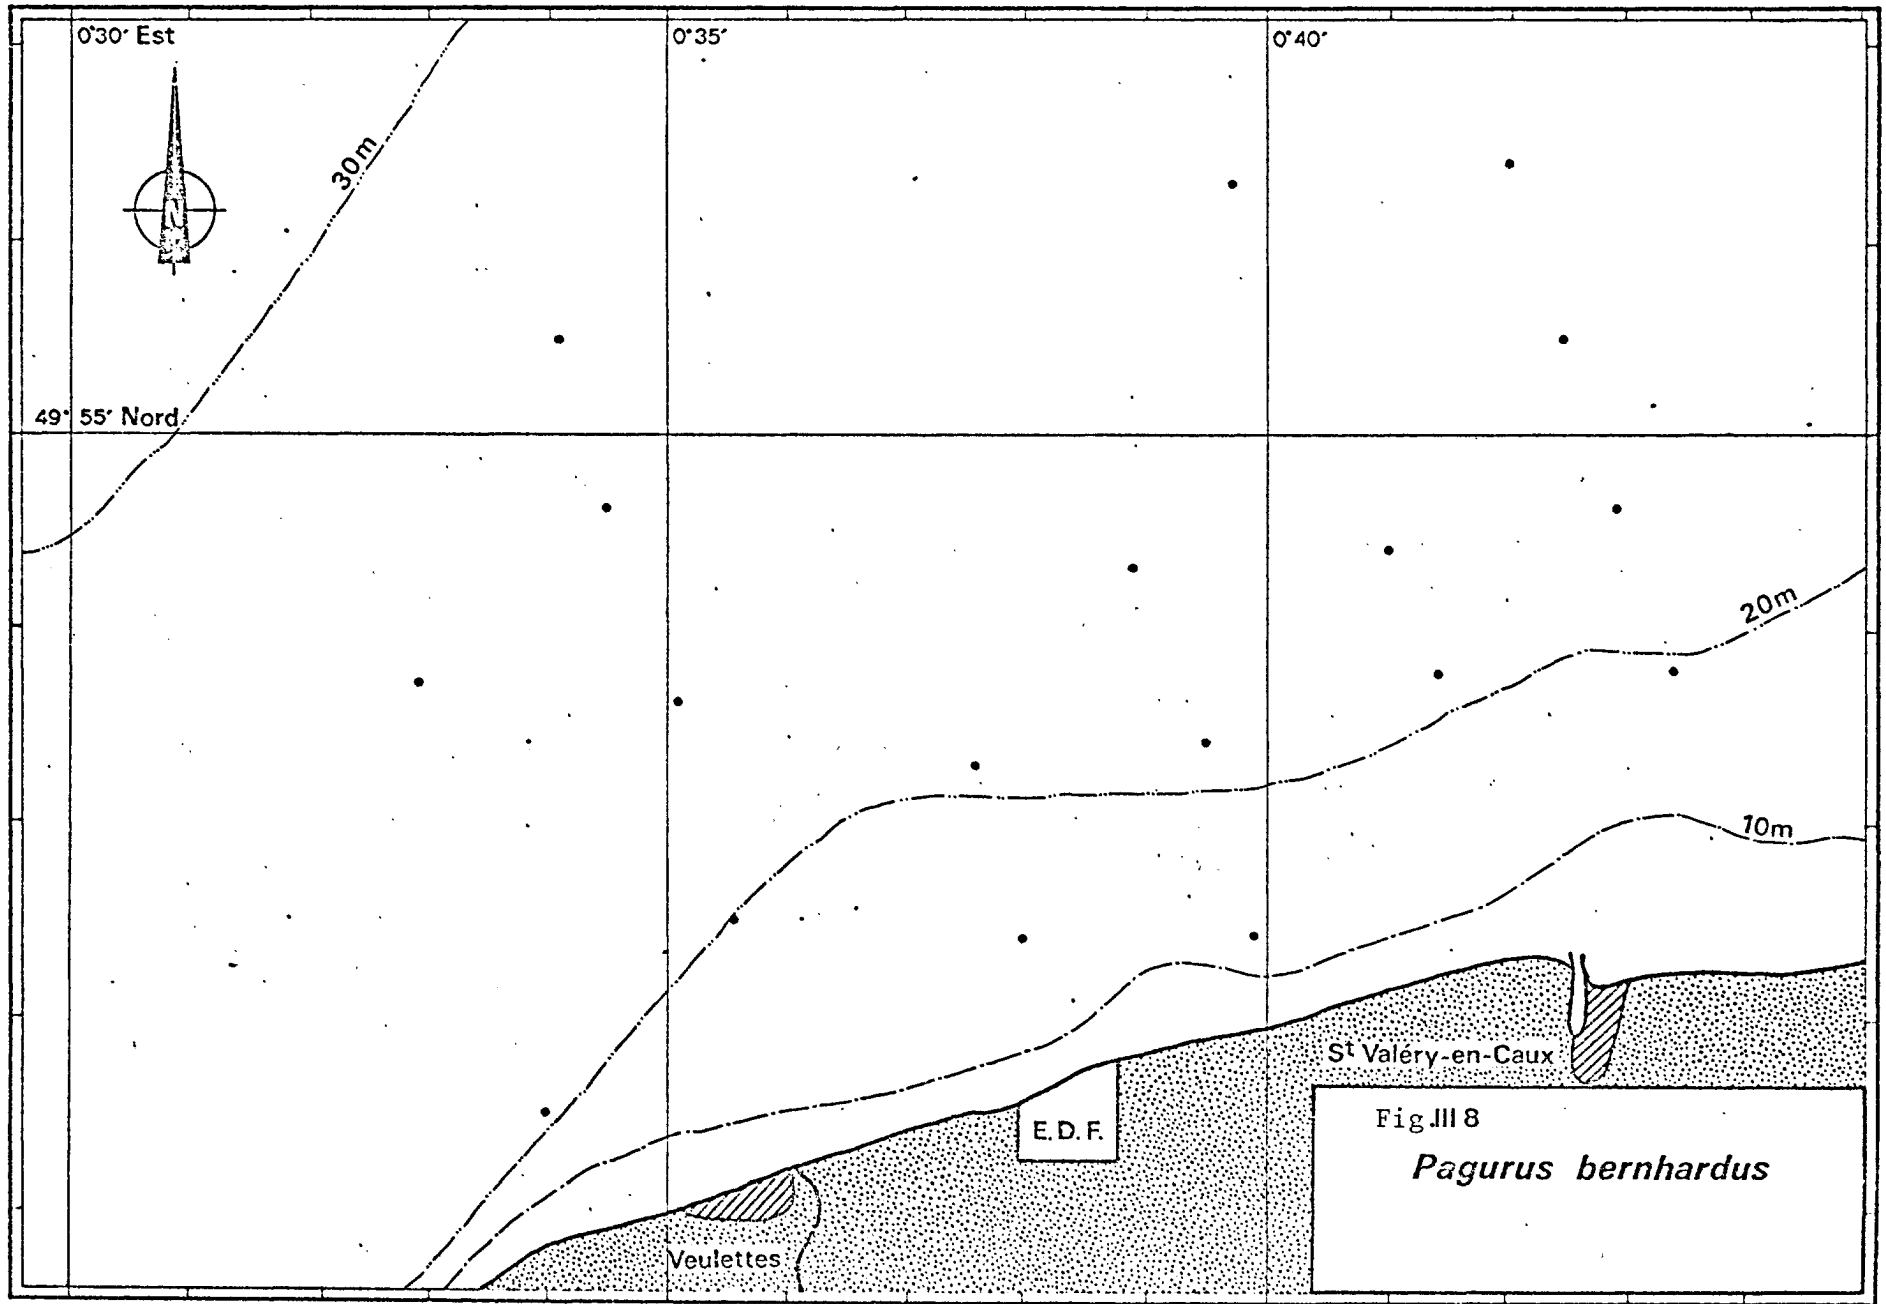 0°30' Est
0°35'
0°40'
30m
N
49° 55' Nord
20m
10m
St Valéry-en-Caux
E.D.F.
Veulettes
Fig.III 8
Pagurus bernhardus